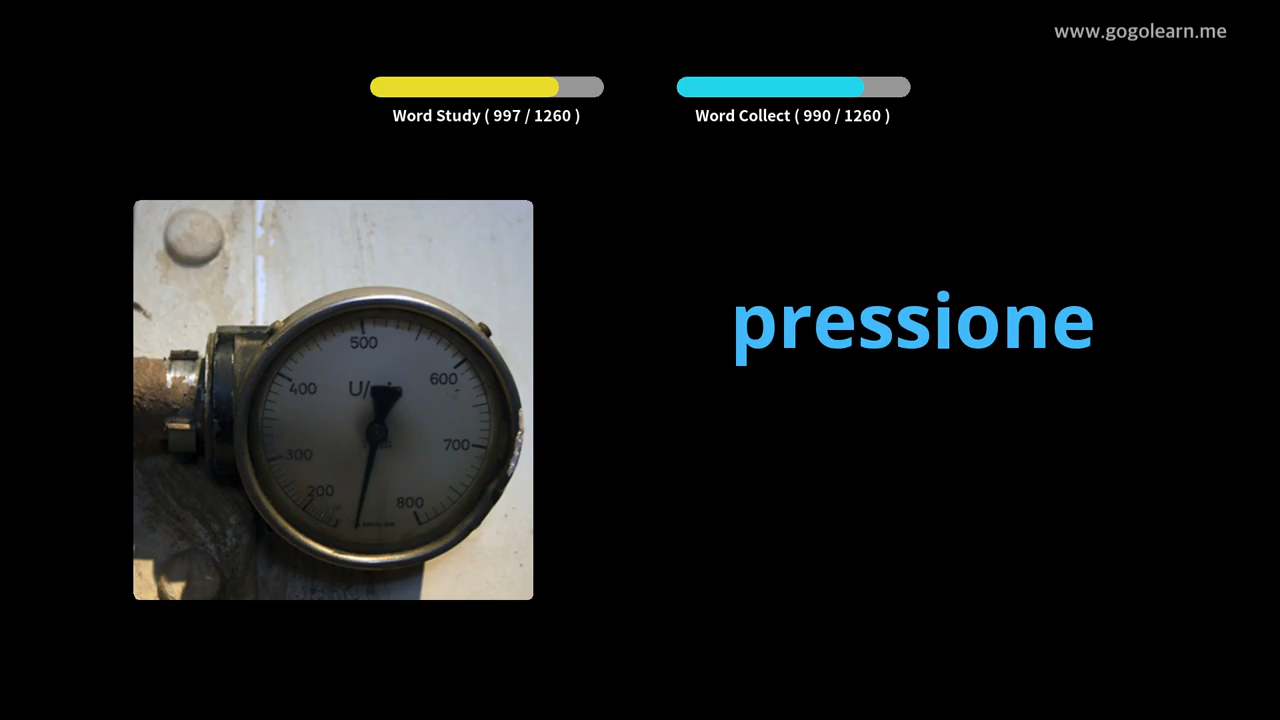 www.gogolearn.me
Word Study ( 997 / 1260 )
Word Collect ( 990 / 1260 )
pressione
500
400
600
U/min
300
700
200
800